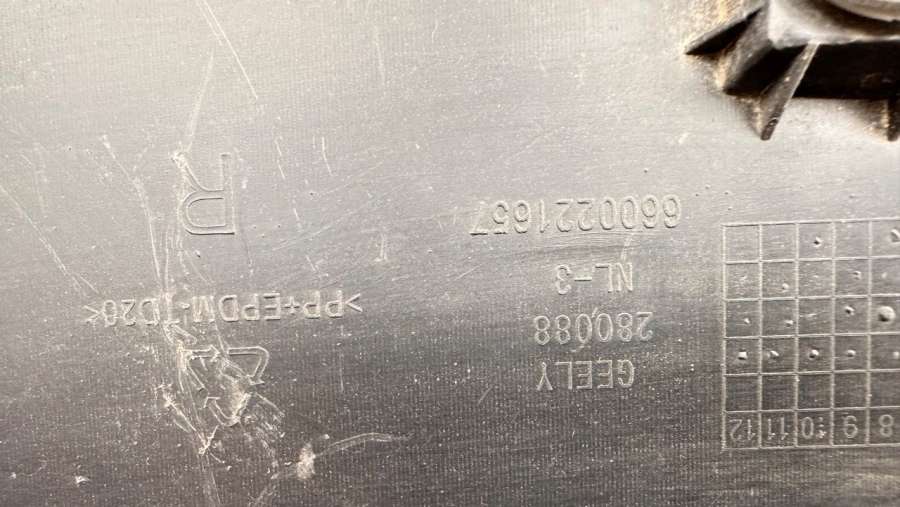 8 9 10 11 12
GEELY
280088
NL-3
6600221657
>PP+EPDM-TD20<
R